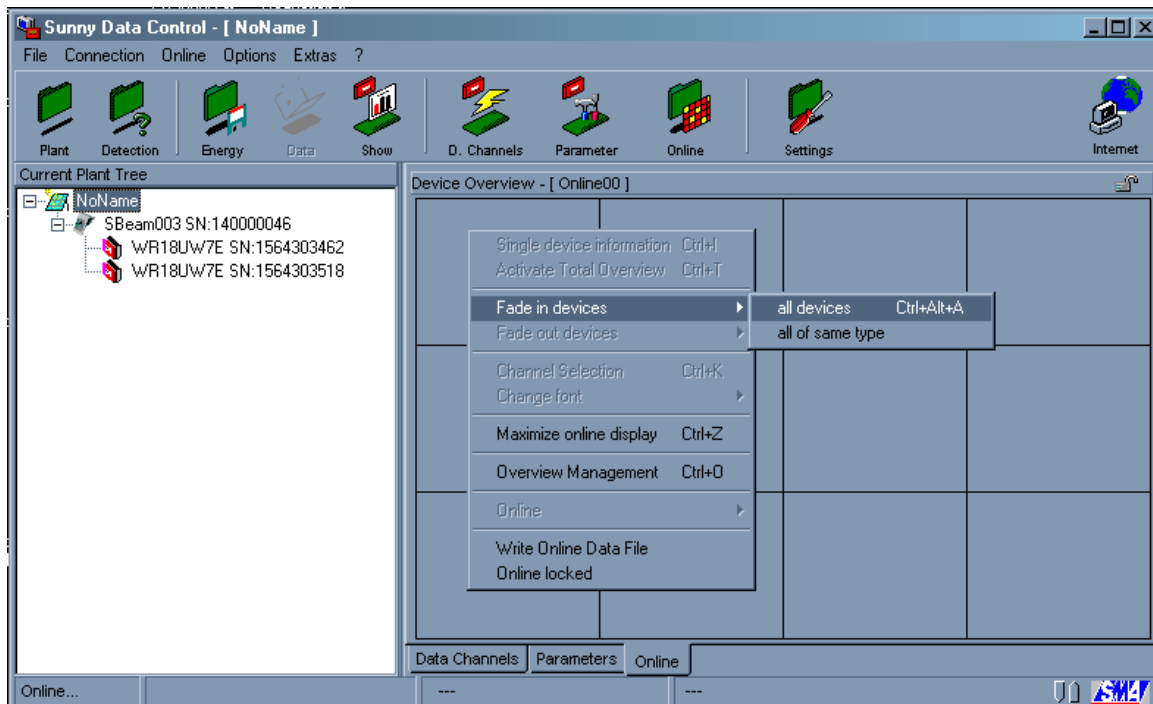 Sunny Data Control - [ NoName ]
File Connection Online Options Extras ?
Plant Detection Energy Data Show D. Channels Parameter Online Settings Internet
Current Plant Tree
NoName
SBeam003 SN:140000046
WR18UW7E SN:1564303462
WR18UW7E SN:1564303518
Device Overview - [ Online00 ]
Single device information Ctrl+I
Activate Total Overview Ctrl+T
Fade in devices
Fade out devices
Channel Selection Ctrl+K
Change font
Maximize online display Ctrl+Z
Overview Management Ctrl+O
Online
Write Online Data File
Online locked
all devices Ctrl+Alt+A
all of same type
Data Channels Parameters Online
Online... --- --- SMA